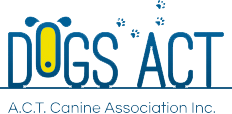 DOGS ACT
A.C.T. Canine Association Inc.